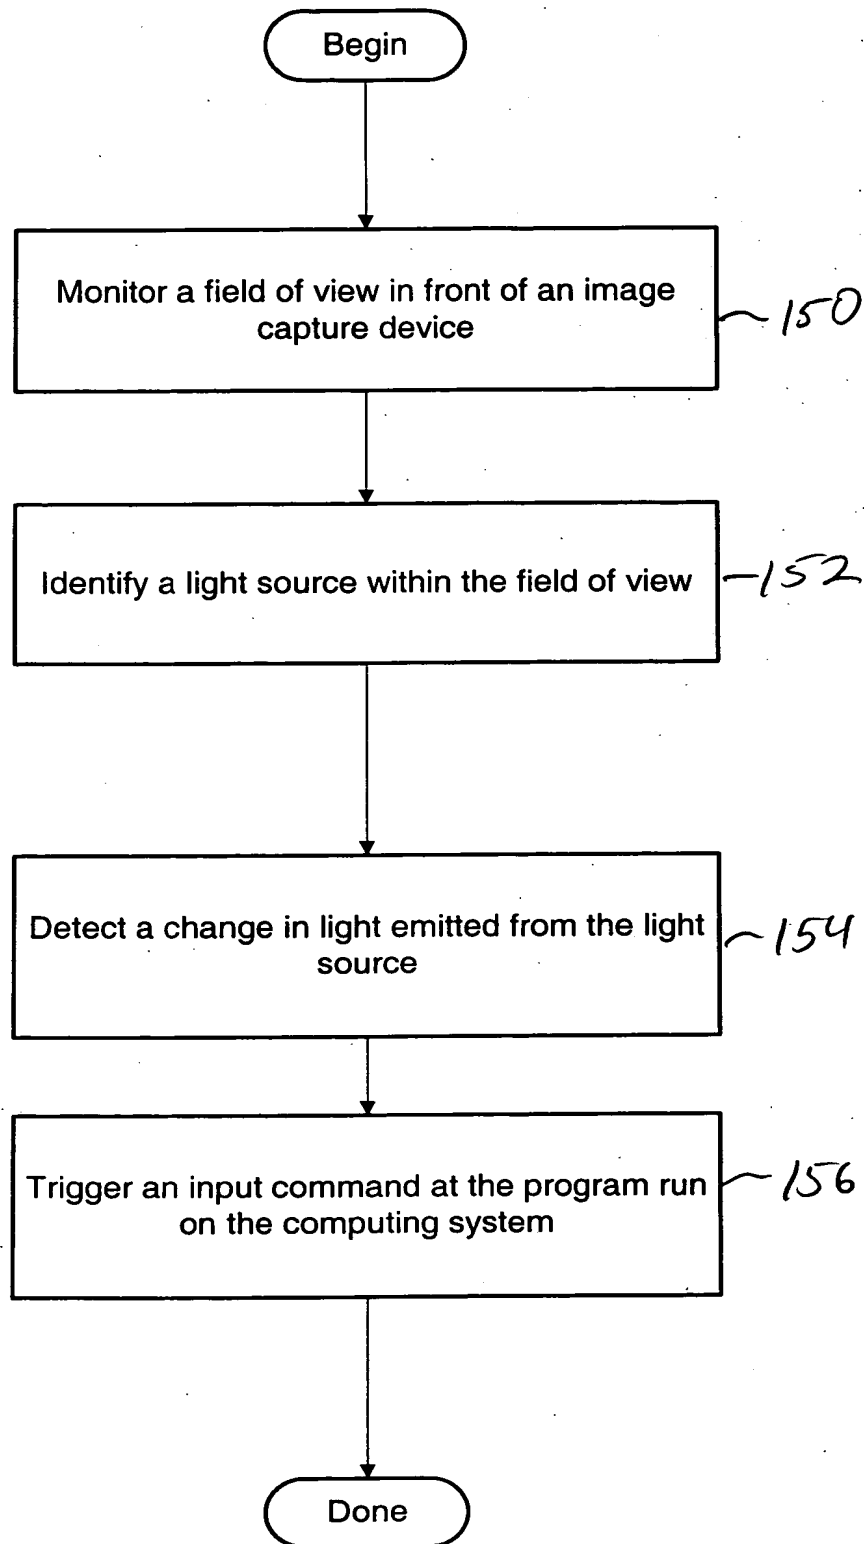 Begin
Monitor a field of view in front of an image
capture device
150
Identify a light source within the field of view
152
Detect a change in light emitted from the light
source
154
Trigger an input command at the program run
on the computing system
156
Done